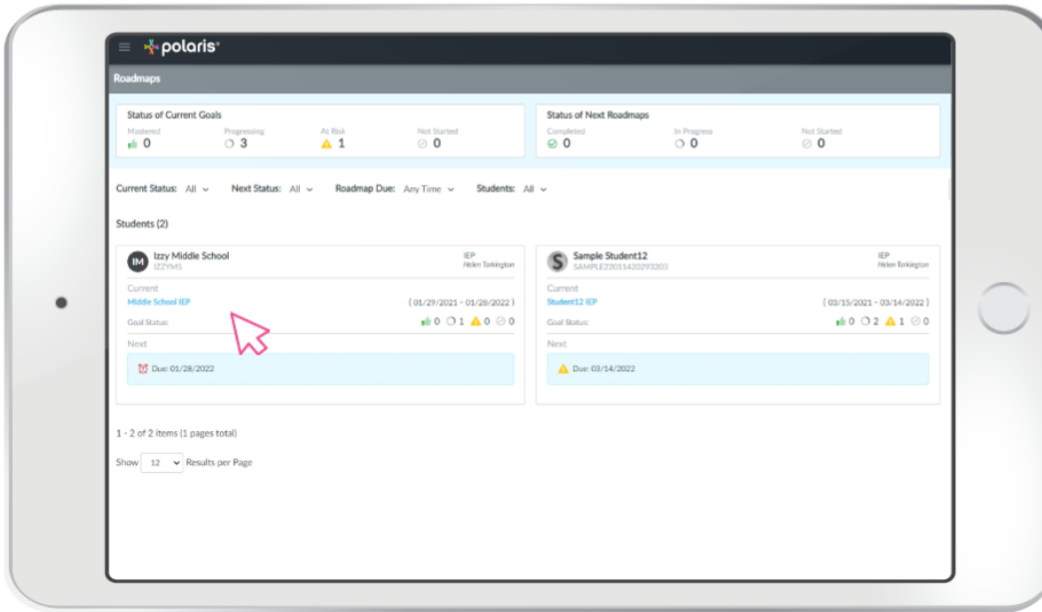 polaris®
Roadmaps
Status of Current Goals
Mastered Progressing At Risk Not Started
0 3 1 0
Status of Next Roadmaps
Completed In Progress Not Started
0 0 0
Current Status: All Next Status: All Roadmap Due: Any Time Students: All
Students (2)
IM Izzy Middle School IEP
IZZYMS Helen Torkington
Current
Middle School IEP (01/29/2021 - 01/28/2022)
Goal Status: 0 1 0 0
Next
Due: 01/28/2022
S Sample Student12 IEP
SAMPLE22011420293203 Helen Torkington
Current
Student12 IEP (03/15/2021 - 03/14/2022)
Goal Status: 0 2 1 0
Next
Due: 03/14/2022
1 - 2 of 2 items (1 pages total)
Show 12 Results per Page